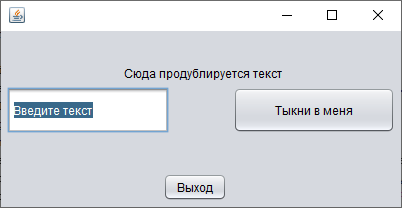 Сюда продублируется текст
Введите текст
Тыкни в меня
Выход